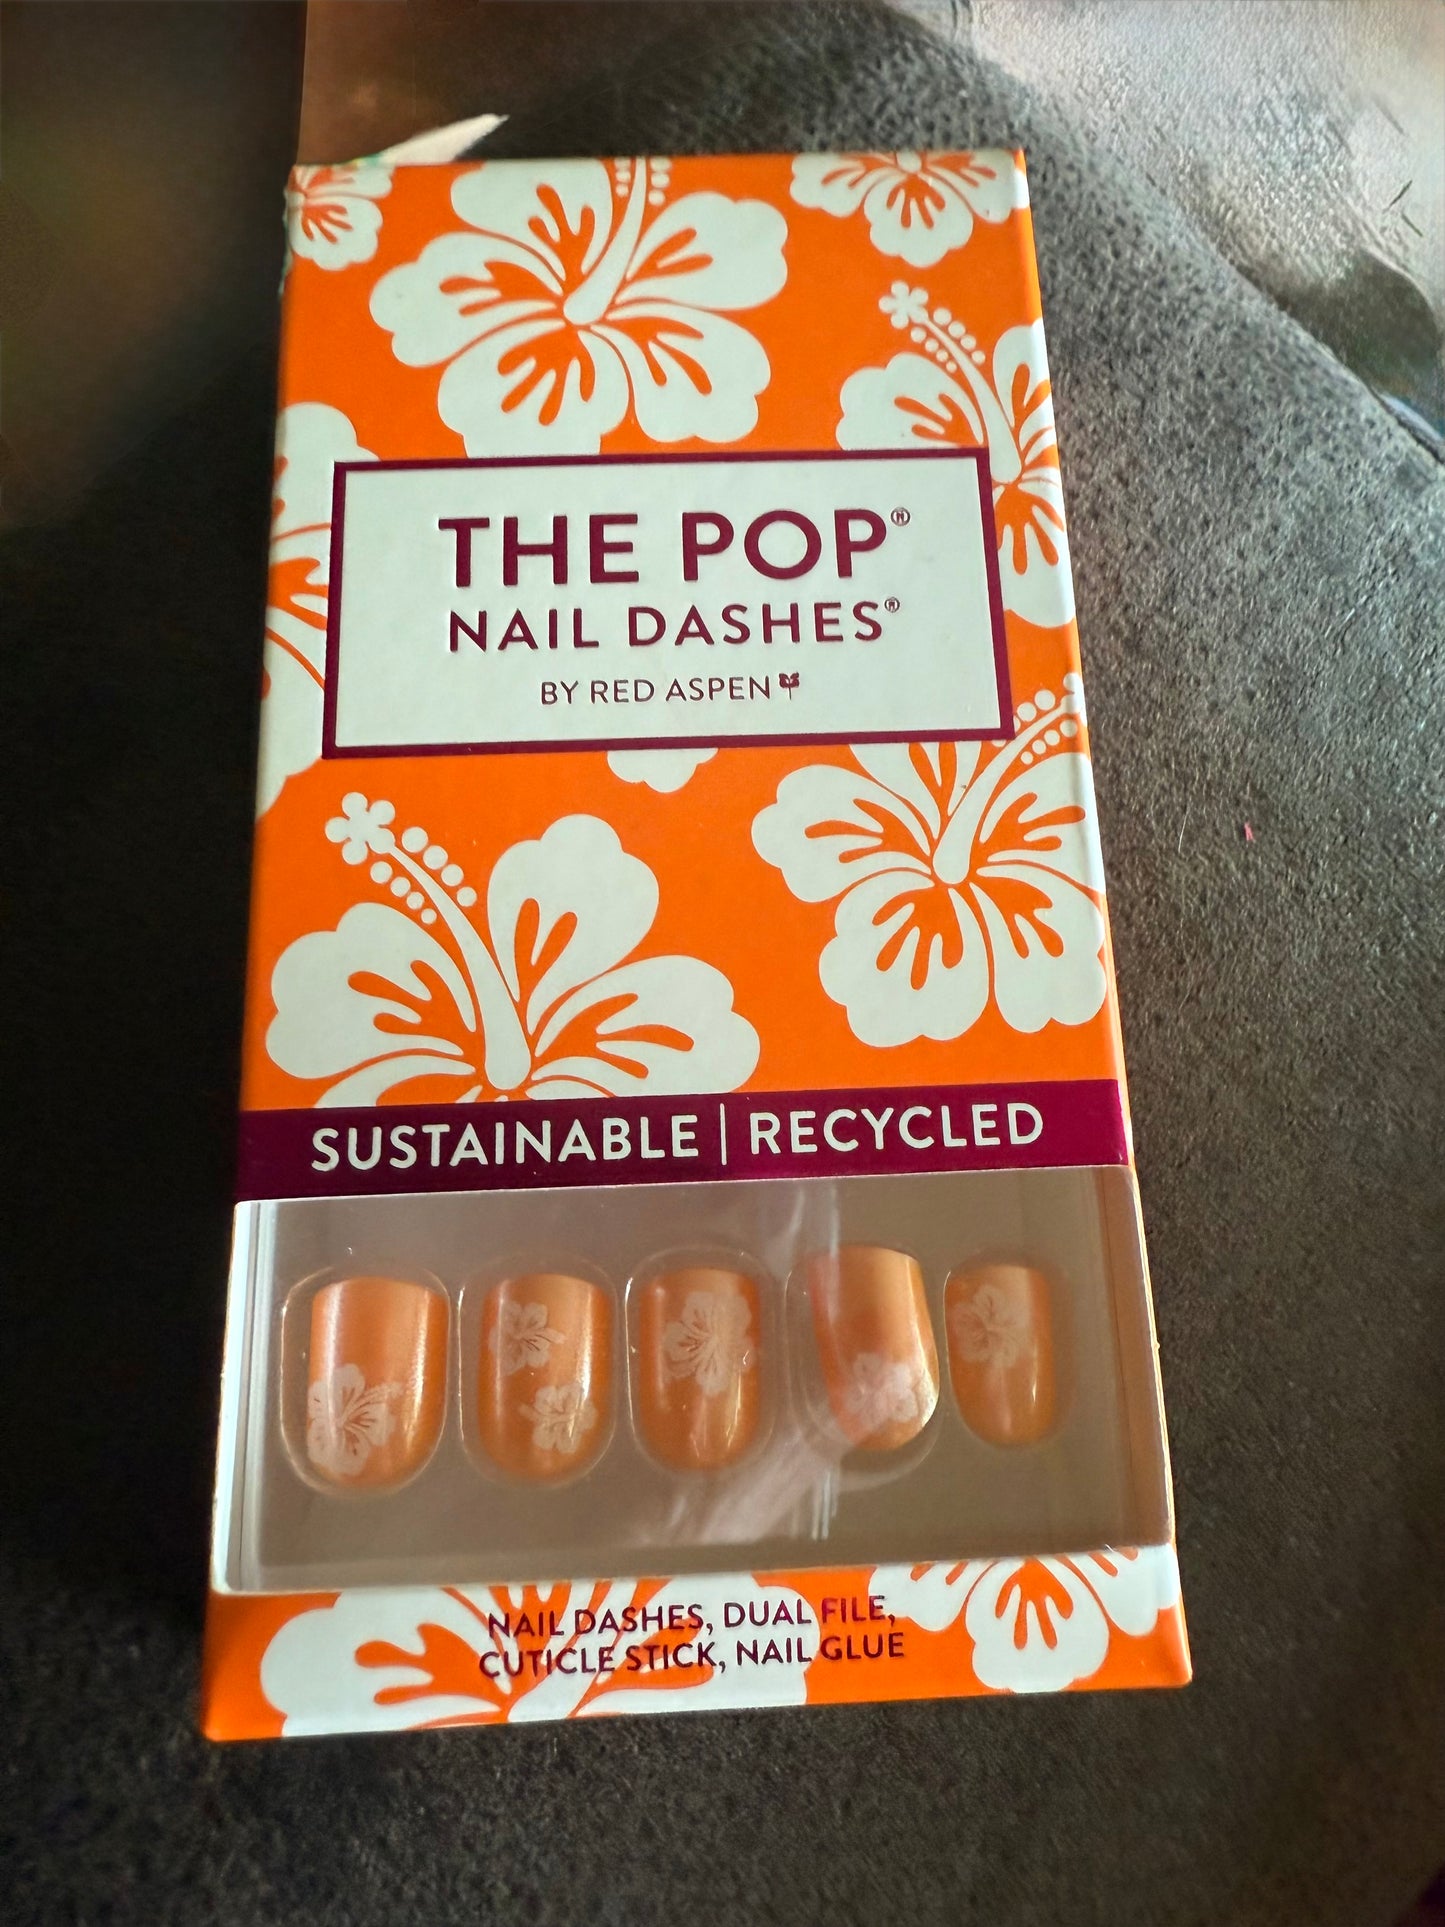 THE POP®
NAIL DASHES®
BY RED ASPEN
SUSTAINABLE | RECYCLED
NAIL DASHES, DUAL FILE,
CUTICLE STICK, NAIL GLUE